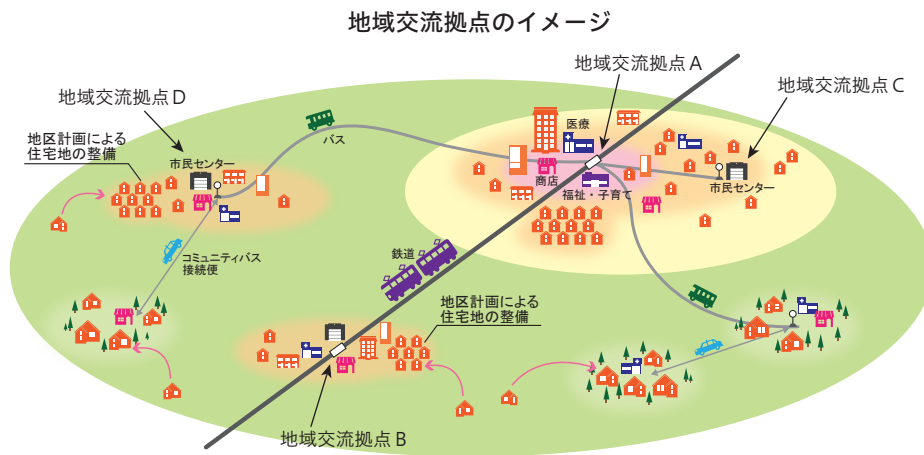 地域交流拠点のイメージ
地域交流拠点A
地域交流拠点C
地域交流拠点D
バス
医療
地区計画による
住宅地の整備
市民センター
商店
福祉・子育て
市民センター
鉄道
コミュニティバス
接続便
地区計画による
住宅地の整備
地域交流拠点B